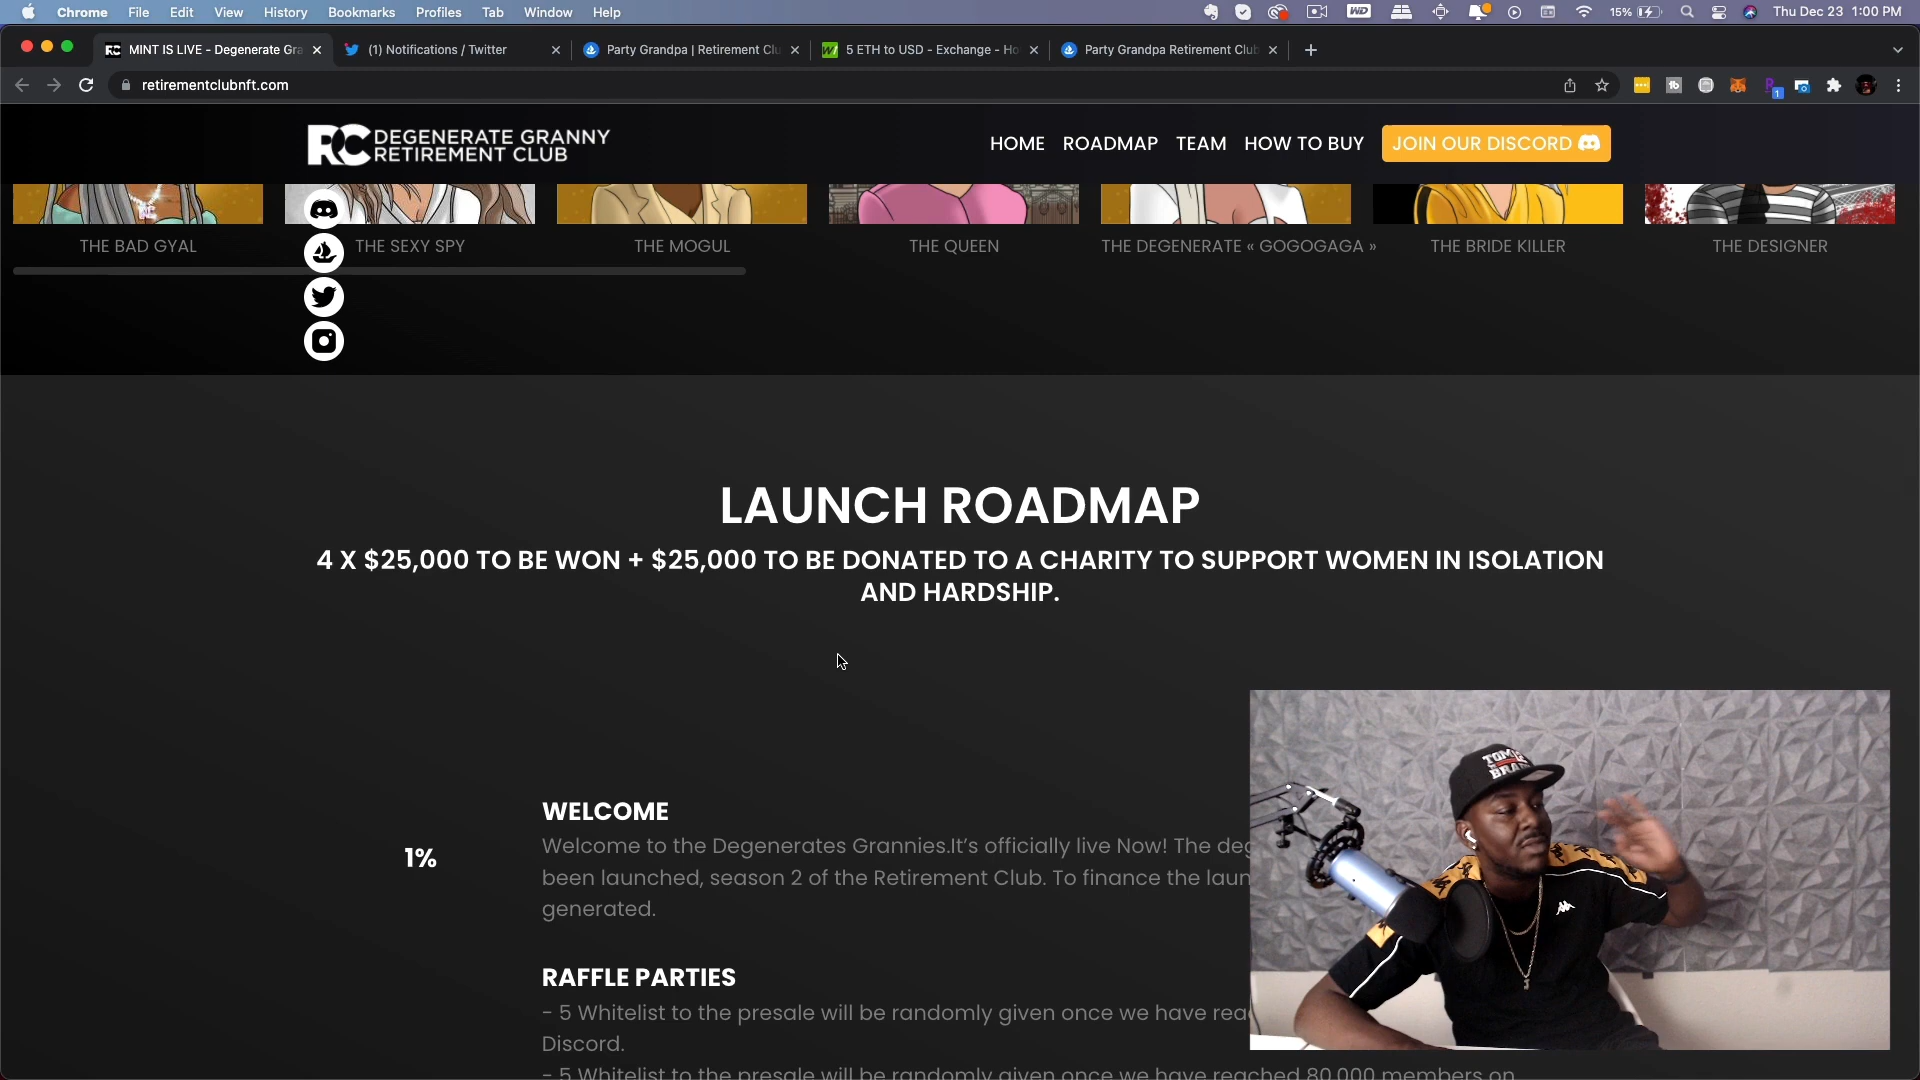 Chrome File Edit View History Bookmarks Profiles Tab Window Help 15% Thu Dec 23 1:00 PM
MINT IS LIVE - Degenerate Gra (1) Notifications / Twitter Party Grandpa | Retirement Clu 5 ETH to USD - Exchange - Ho Party Grandpa Retirement Club
retirementclubnft.com
RC DEGENERATE GRANNY
RETIREMENT CLUB
HOME ROADMAP TEAM HOW TO BUY JOIN OUR DISCORD
THE BAD GYAL THE SEXY SPY THE MOGUL THE QUEEN THE DEGENERATE « GOGOGAGA » THE BRIDE KILLER THE DESIGNER
LAUNCH ROADMAP
4 X $25,000 TO BE WON + $25,000 TO BE DONATED TO A CHARITY TO SUPPORT WOMEN IN ISOLATION
AND HARDSHIP.
WELCOME
1%
Welcome to the Degenerates Grannies.It's officially live Now! The deg
been launched, season 2 of the Retirement Club. To finance the laun
generated.
RAFFLE PARTIES
- 5 Whitelist to the presale will be randomly given once we have reac
Discord.
- 5 Whitelist to the presale will be randomly given once we have reached 80,000 members on